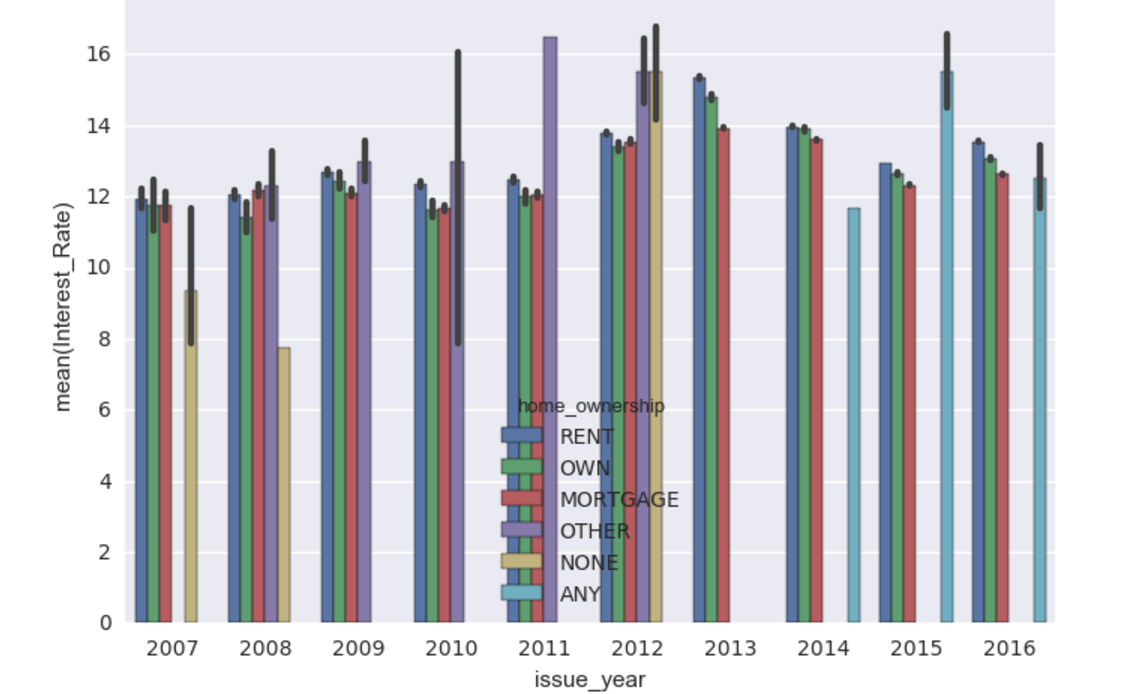 16
14
12
10
8
6
4
2
0
mean(Interest_Rate)
home_ownership
RENT
OWN
MORTGAGE
OTHER
NONE
ANY
2007 2008 2009 2010 2011 2012 2013 2014 2015 2016
issue_year